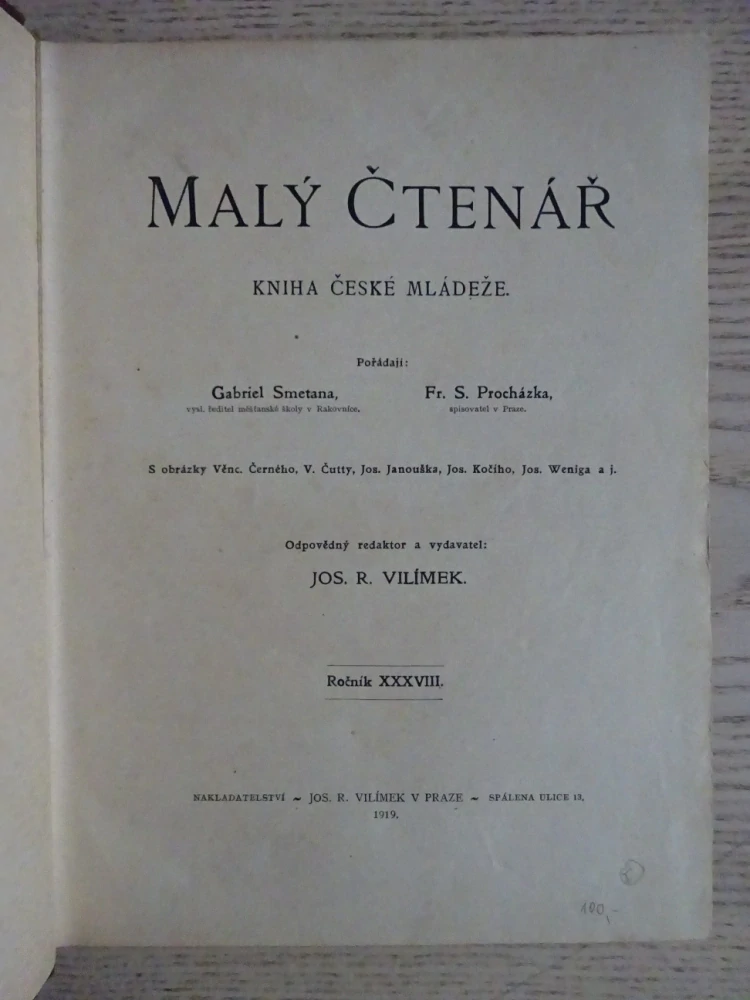 MALÝ ČTENÁŘ
KNIHA ČESKÉ MLÁDEŽE.
Pořádají:
Gabriel Smetana, Fr. S. Procházka,
vysl. ředitel měšťanské školy v Rakovníce. spisovatel v Praze.
S obrázky Věnc. Černého, V. Čutty, Jos. Janouška, Jos. Kočího, Jos. Weniga a j.
Odpovědný redaktor a vydavatel:
JOS. R. VILÍMEK.
Ročník XXXVIII.
NAKLADATELSTVÍ ~ JOS. R. VILÍMEK V PRAZE ~ SPÁLENA ULICE 13.
1919.
100,-